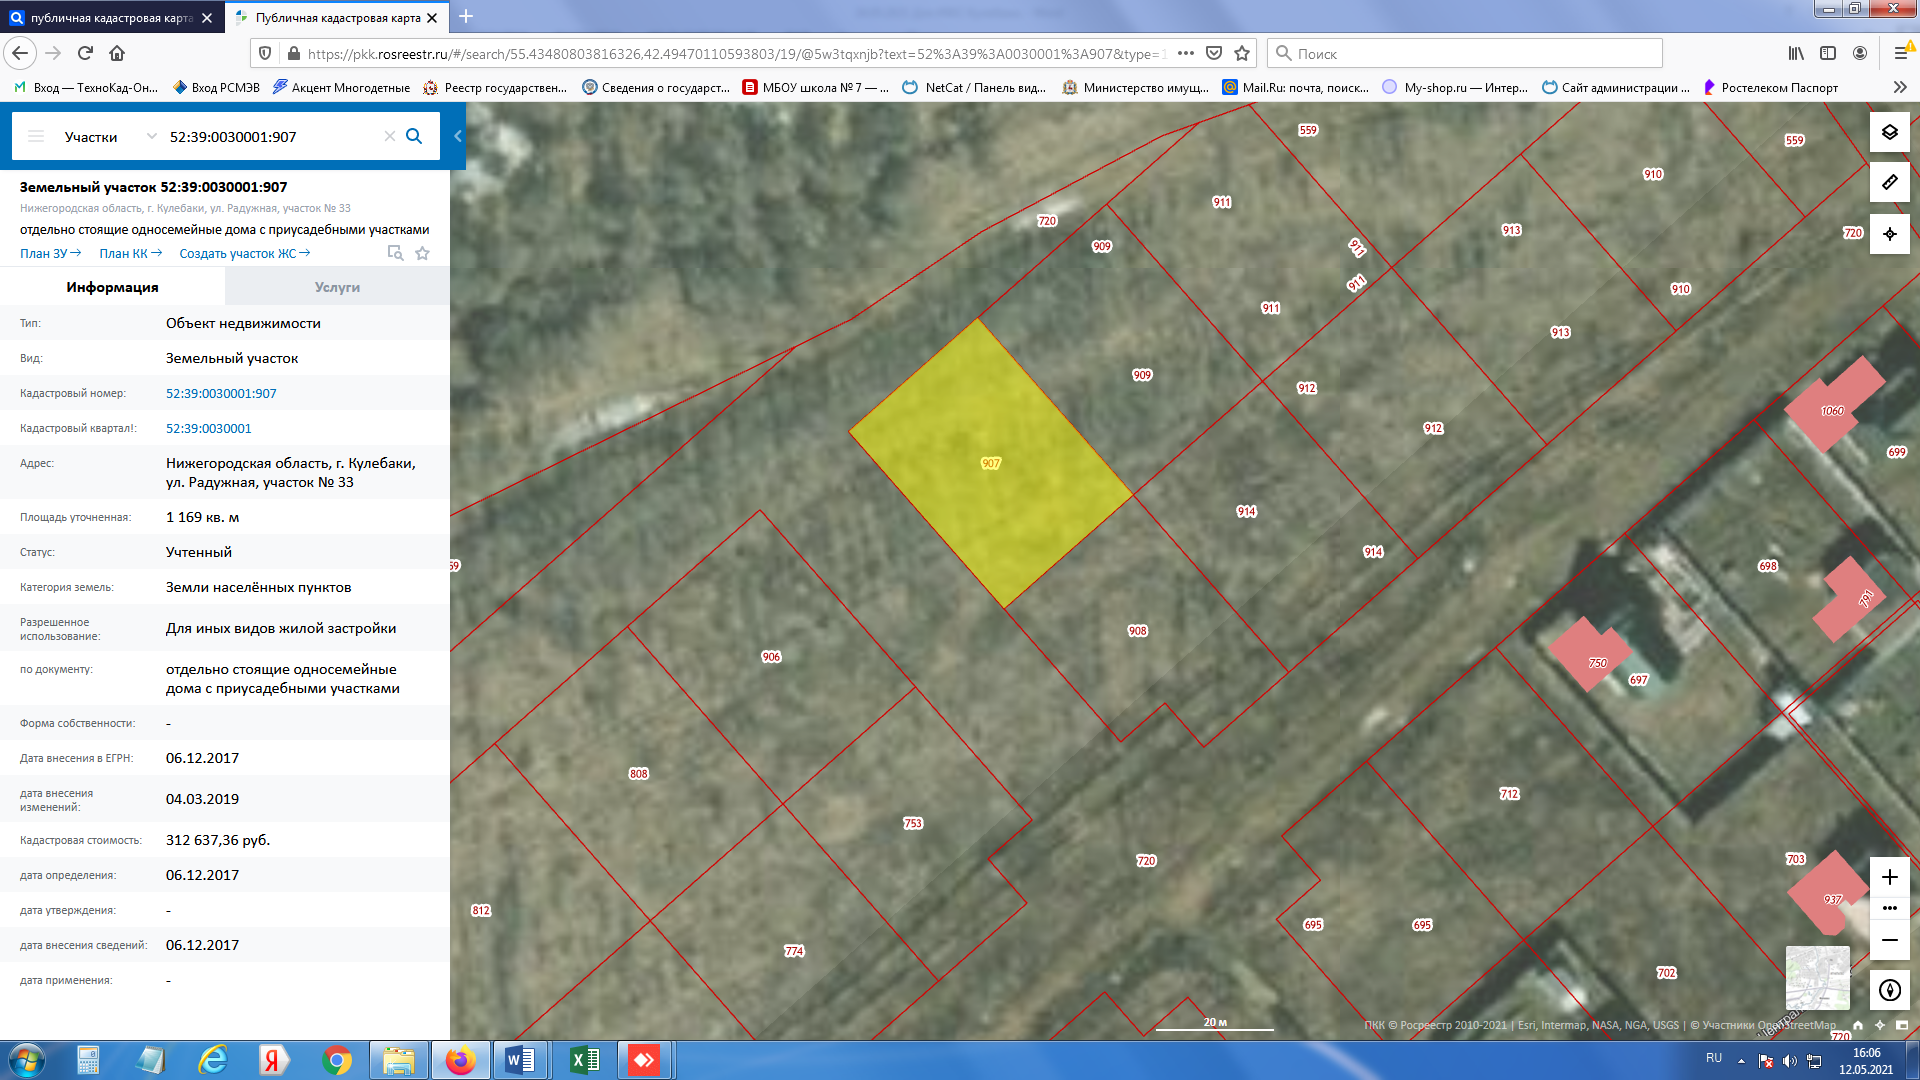 публичная кадастровая карта
Публичная кадастровая карта
https://pkk.rosreestr.ru/#/search/55.43480803816326,42.49470110593803/19/@5w3tqxnjb?text=52%3A39%3A0030001%3A907&type=1
Поиск
Вход — ТехноКад-Он...
Вход РСМЭВ
Акцент Многодетные
Реестр государствен...
Сведения о государст...
МБОУ школа № 7 — ...
NetCat / Панель вид...
Министерство имущ...
Mail.Ru: почта, поиск...
My-shop.ru — Интер...
Сайт администрации ...
Ростелеком Паспорт
Участки
52:39:0030001:907
Земельный участок 52:39:0030001:907
Нижегородская область, г. Кулебаки, ул. Радужная, участок № 33
отдельно стоящие односемейные дома с приусадебными участками
План ЗУ → План КК → Создать участок ЖС →
Информация
Услуги
Тип: Объект недвижимости
Вид: Земельный участок
Кадастровый номер: 52:39:0030001:907
Кадастровый квартал!: 52:39:0030001
Адрес: Нижегородская область, г. Кулебаки,
ул. Радужная, участок № 33
Площадь уточненная: 1 169 кв. м
Статус: Учтенный
Категория земель: Земли населённых пунктов
Разрешенное
использование: Для иных видов жилой застройки
по документу: отдельно стоящие односемейные
дома с приусадебными участками
Форма собственности: -
Дата внесения в ЕГРН: 06.12.2017
дата внесения
изменений: 04.03.2019
Кадастровая стоимость: 312 637,36 руб.
дата определения: 06.12.2017
дата утверждения: -
дата внесения сведений: 06.12.2017
дата применения: -
559
559
910
911
720
913
720
909
911
911
910
911
913
909
912
1060
912
699
907
914
914
698
59
791
908
906
750
697
808
712
753
720
703
937
812
695
695
774
702
720
20 м
ПКК © Росреестр 2010-2021 | Esri, Intermap, NASA, NGA, USGS | © Участники OpenStreetMap
RU
16:06
12.05.2021